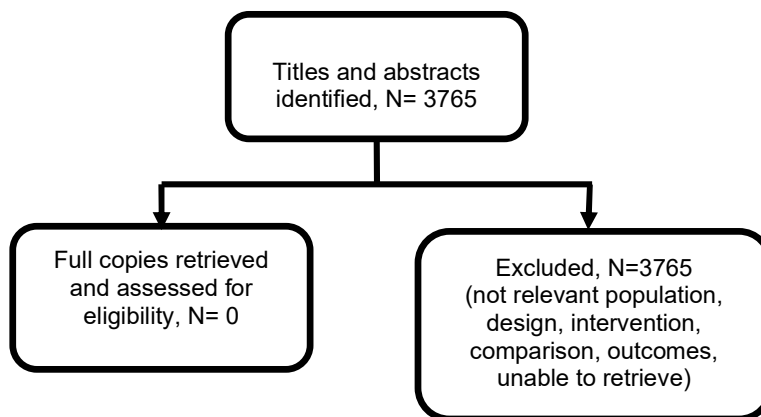 Titles and abstracts
identified, N= 3765
Full copies retrieved
and assessed for
eligibility, N= 0
Excluded, N=3765
(not relevant population,
design, intervention,
comparison, outcomes,
unable to retrieve)